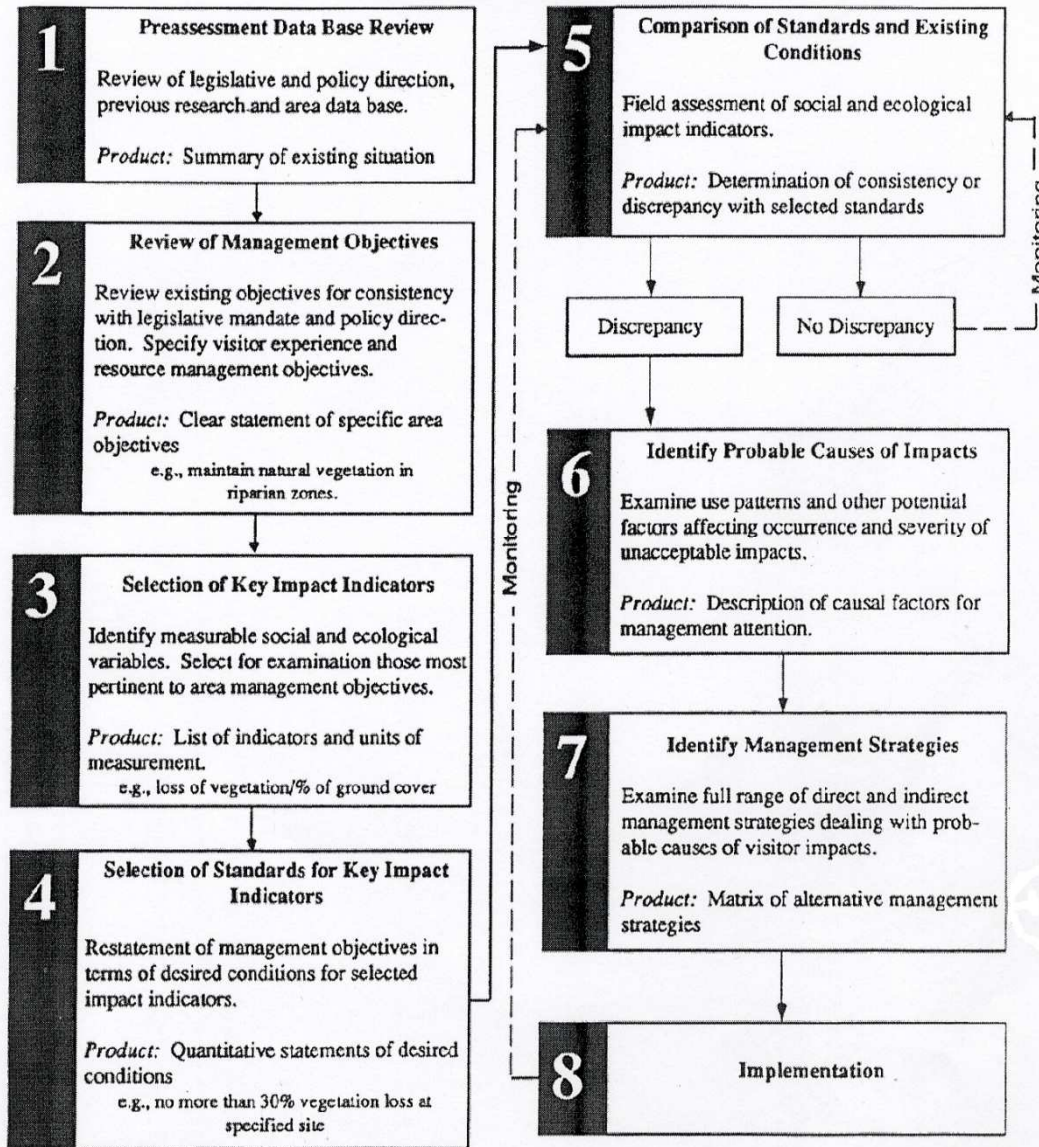 1
Preassessment Data Base Review
Review of legislative and policy direction,
previous research and area data base.
Product: Summary of existing situation
2
Review of Management Objectives
Review existing objectives for consistency
with legislative mandate and policy direc-
tion. Specify visitor experience and
resource management objectives.
Product: Clear statement of specific area
objectives
e.g., maintain natural vegetation in
riparian zones.
3
Selection of Key Impact Indicators
Identify measurable social and ecological
variables. Select for examination those most
pertinent to area management objectives.
Product: List of indicators and units of
measurement.
e.g., loss of vegetation/% of ground cover
4
Selection of Standards for Key Impact
Indicators
Restatement of management objectives in
terms of desired conditions for selected
impact indicators.
Product: Quantitative statements of desired
conditions
e.g., no more than 30% vegetation loss at
specified site
5
Comparison of Standards and Existing
Conditions
Field assessment of social and ecological
impact indicators.
Product: Determination of consistency or
discrepancy with selected standards
Monitoring
Discrepancy
No Discrepancy
6
Identify Probable Causes of Impacts
Examine use patterns and other potential
factors affecting occurrence and severity of
unacceptable impacts.
Product: Description of causal factors for
management attention.
Monitoring
7
Identify Management Strategies
Examine full range of direct and indirect
management strategies dealing with prob-
able causes of visitor impacts.
Product: Matrix of alternative management
strategies
8
Implementation